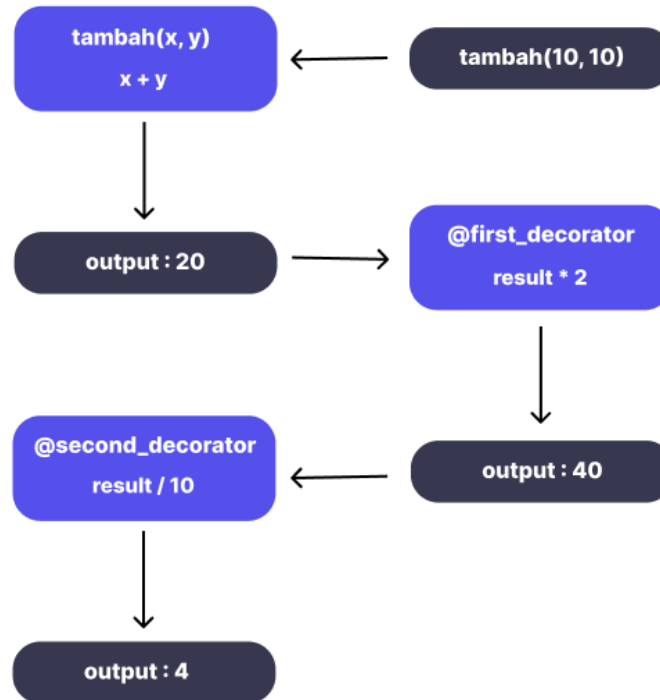 tambah(x, y)
x + y
tambah(10, 10)
output : 20
@first_decorator
result * 2
output : 40
@second_decorator
result / 10
output : 4